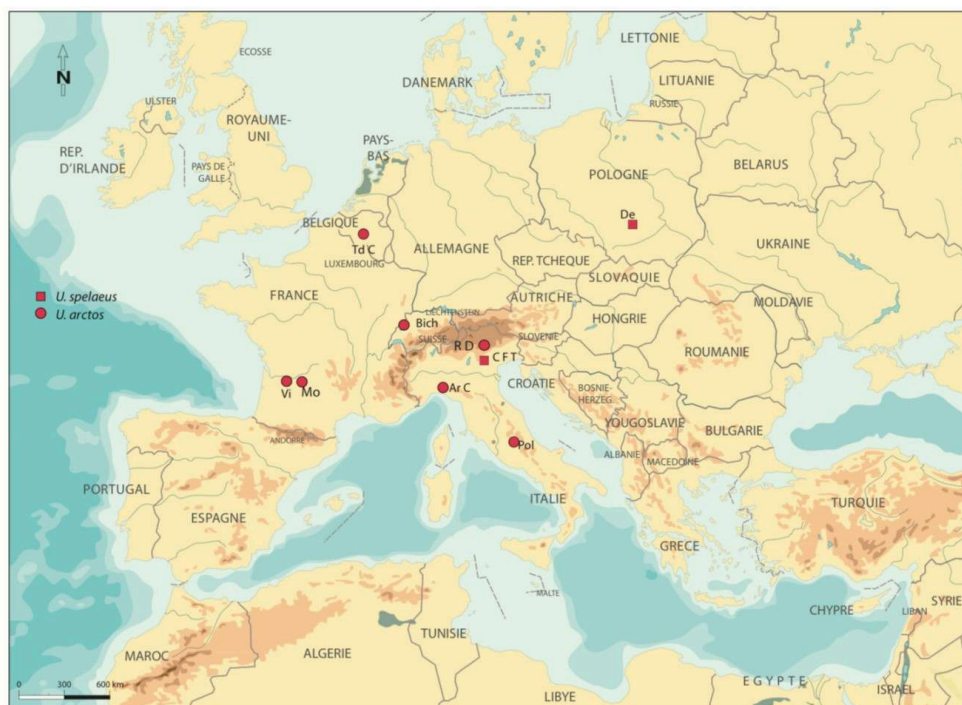 ECOSSE
LETTONIE
N
DANEMARK
LITUANIE
ULSTER
RUSSIE
ROYAUME-
UNI
PAYS-
BAS
REP.
D'IRLANDE
PAYS DE
GALLE
BELARUS
POLOGNE
De
BELGIQUE
Td C
ALLEMAGNE
UKRAINE
LUXEMBOURG
REP. TCHEQUE
SLOVAQUIE
U. spelaeus
U. arctos
FRANCE
AUTRICHE
MOLDAVIE
LIECHTENSTEIN
Bich
HONGRIE
SUISSE
SLOVENIE
R D
C F T
ROUMANIE
Vi
Mo
Ar C
CROATIE
BOSNIE-
HERZEG
YOUGOSLAVIE
BULGARIE
ANDORRE
Pol
ALBANIE
MACEDOINE
PORTUGAL
ITALIE
TURQUIE
ESPAGNE
GRECE
MALTE
CHYPRE
LIBAN
SYRIE
TUNISIE
MAROC
ALGERIE
EGYPTE
ISRAEL
LIBYE
0 300 600 km